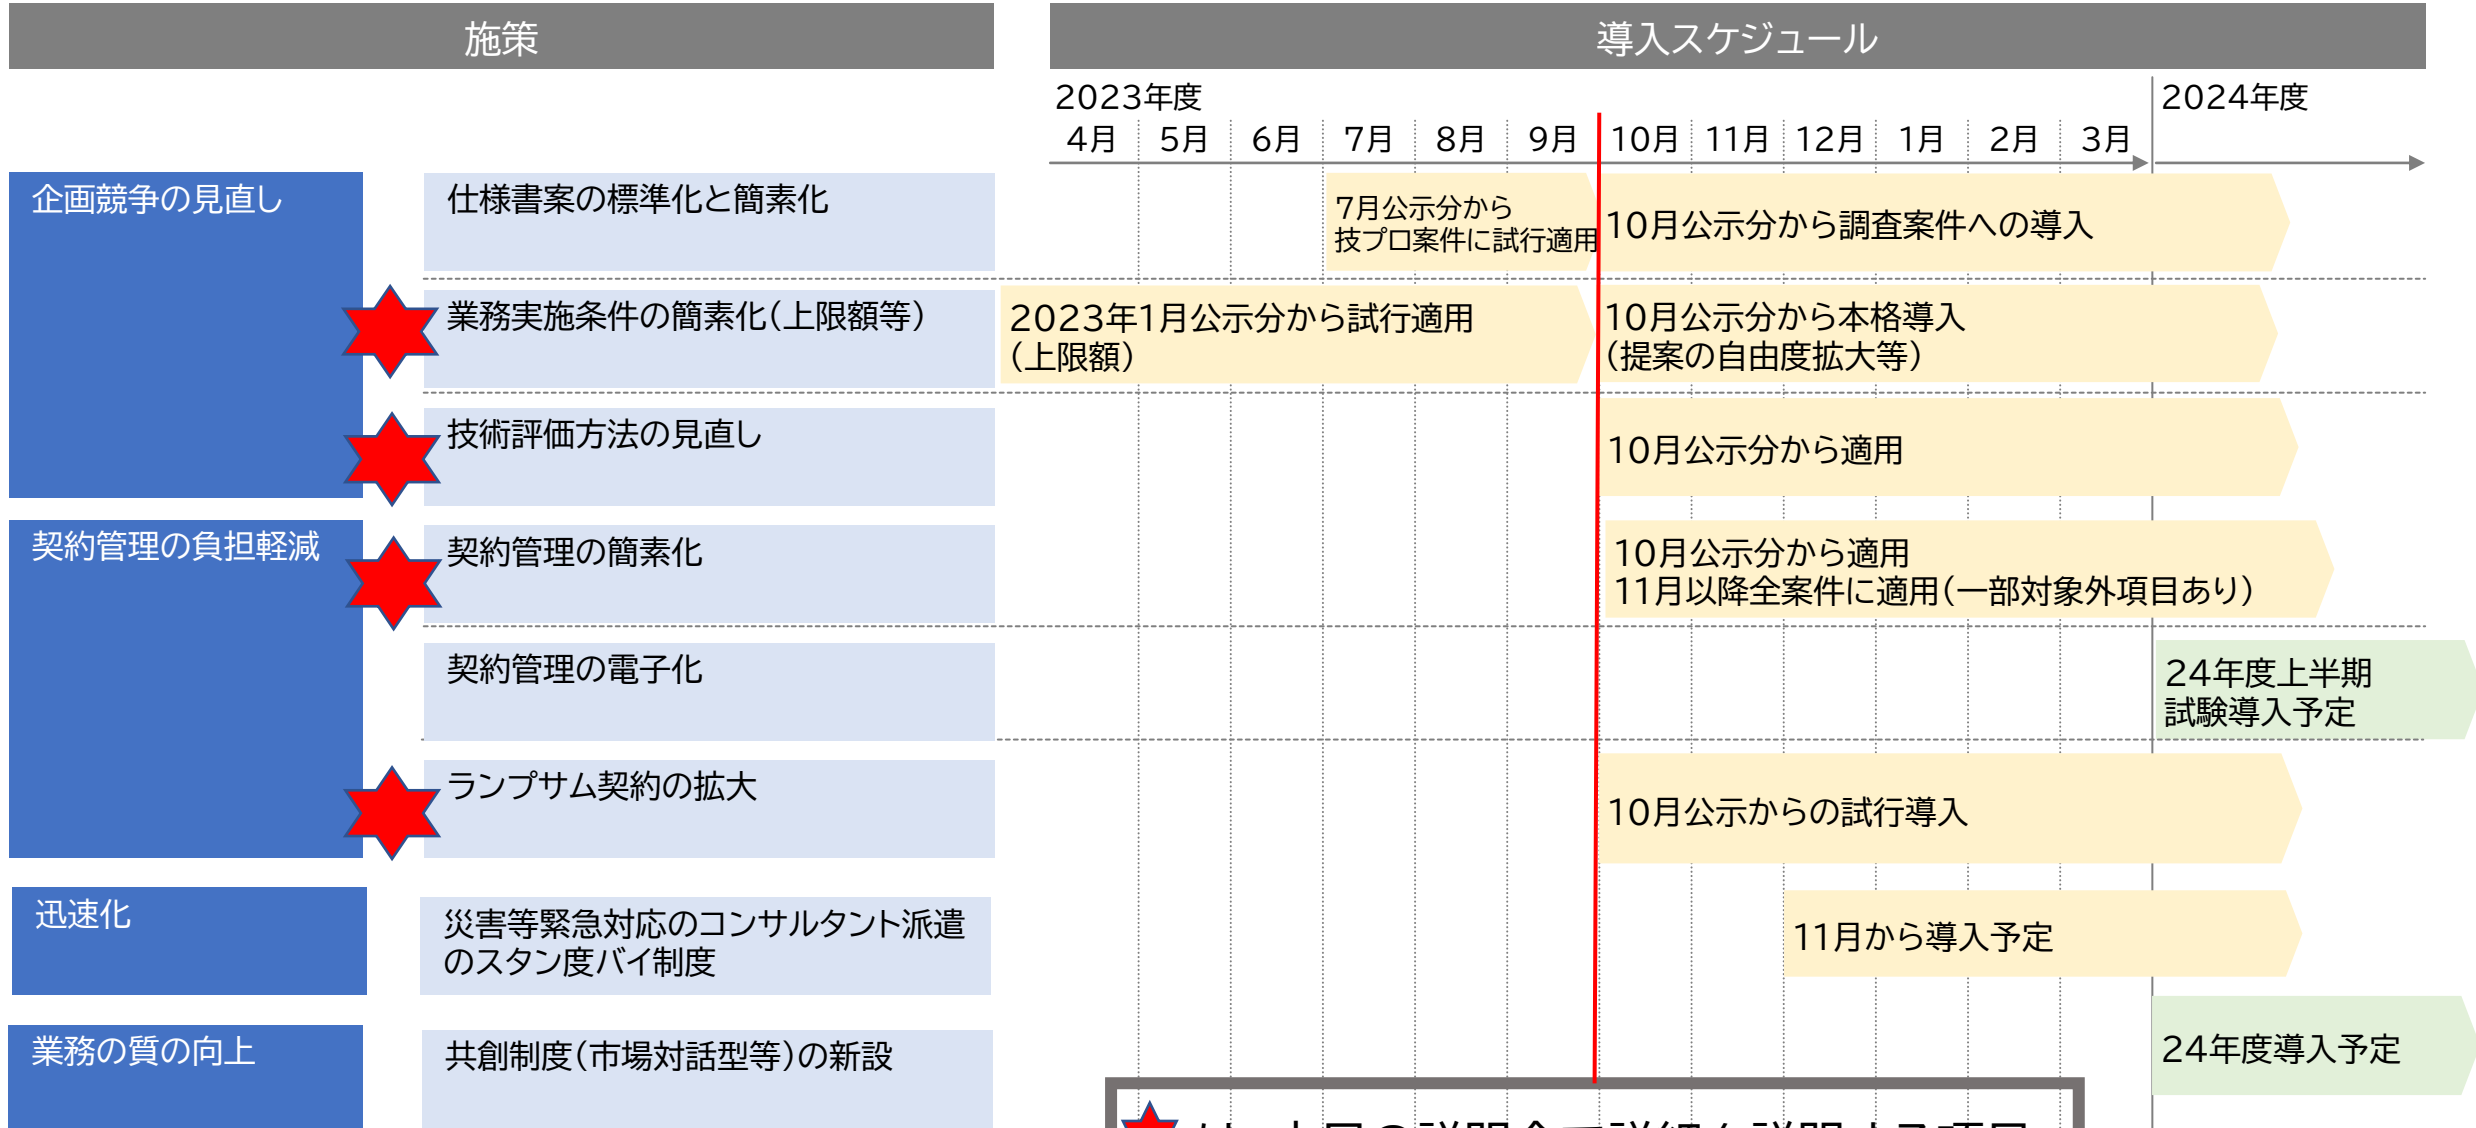 施策
導入スケジュール
2023年度
2024年度
4月 5月 6月 7月 8月 9月 10月 11月 12月 1月 2月 3月
企画競争の見直し
仕様書案の標準化と簡素化
7月公示分から
技プロ案件に試行適用
10月公示分から調査案件への導入
業務実施条件の簡素化(上限額等)
2023年1月公示分から試行適用
(上限額)
10月公示分から本格導入
(提案の自由度拡大等)
技術評価方法の見直し
10月公示分から適用
契約管理の負担軽減
契約管理の簡素化
10月公示分から適用
11月以降全案件に適用(一部対象外項目あり)
契約管理の電子化
24年度上半期
試験導入予定
ランプサム契約の拡大
10月公示からの試行導入
迅速化
災害等緊急対応のコンサルタント派遣
のスタン度バイ制度
11月から導入予定
業務の質の向上
共創制度(市場対話型等)の新設
24年度導入予定